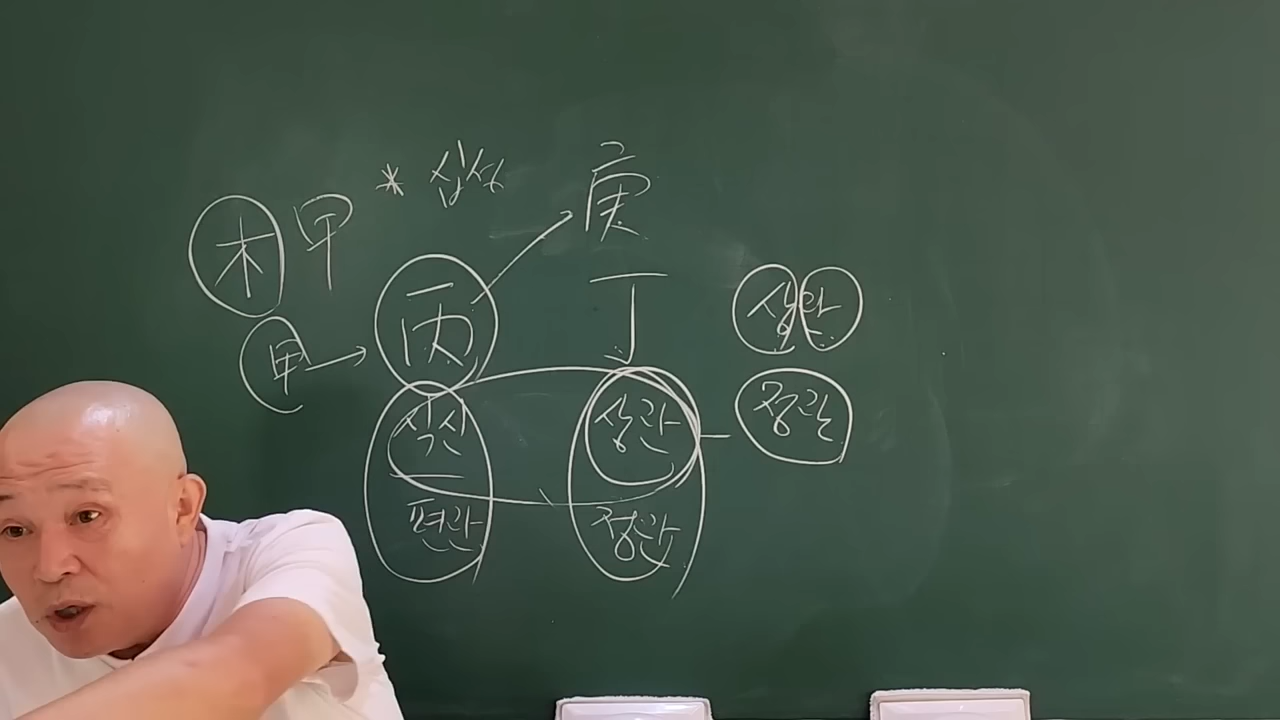 * 십성 庚
木 甲
甲 丙 丁 상관
식신 상관 정관
편관 정관